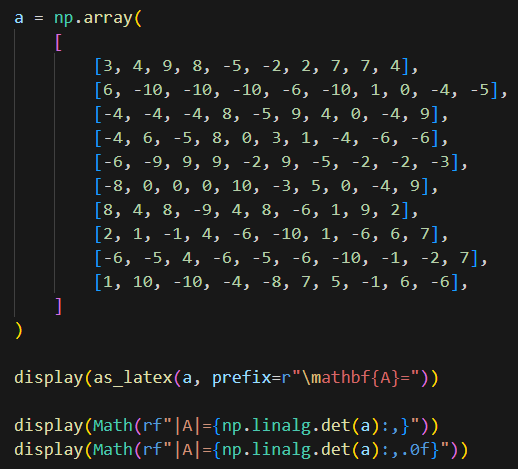 a = np.array(
    [
        [3, 4, 9, 8, -5, -2, 2, 7, 7, 4],
        [6, -10, -10, -10, -6, -10, 1, 0, -4, -5],
        [-4, -4, -4, 8, -5, 9, 4, 0, -4, 9],
        [-4, 6, -5, 8, 0, 3, 1, -4, -6, -6],
        [-6, -9, 9, 9, -2, 9, -5, -2, -2, -3],
        [-8, 0, 0, 0, 10, -3, 5, 0, -4, 9],
        [8, 4, 8, -9, 4, 8, -6, 1, 9, 2],
        [2, 1, -1, 4, -6, -10, 1, -6, 6, 7],
        [-6, -5, 4, -6, -5, -6, -10, -1, -2, 7],
        [1, 10, -10, -4, -8, 7, 5, -1, 6, -6],
    ]
)
display(as_latex(a, prefix=r"\mathbf{A}="))
display(Math(rf"|A|={np.linalg.det(a):,}"))
display(Math(rf"|A|={np.linalg.det(a):,.0f}"))